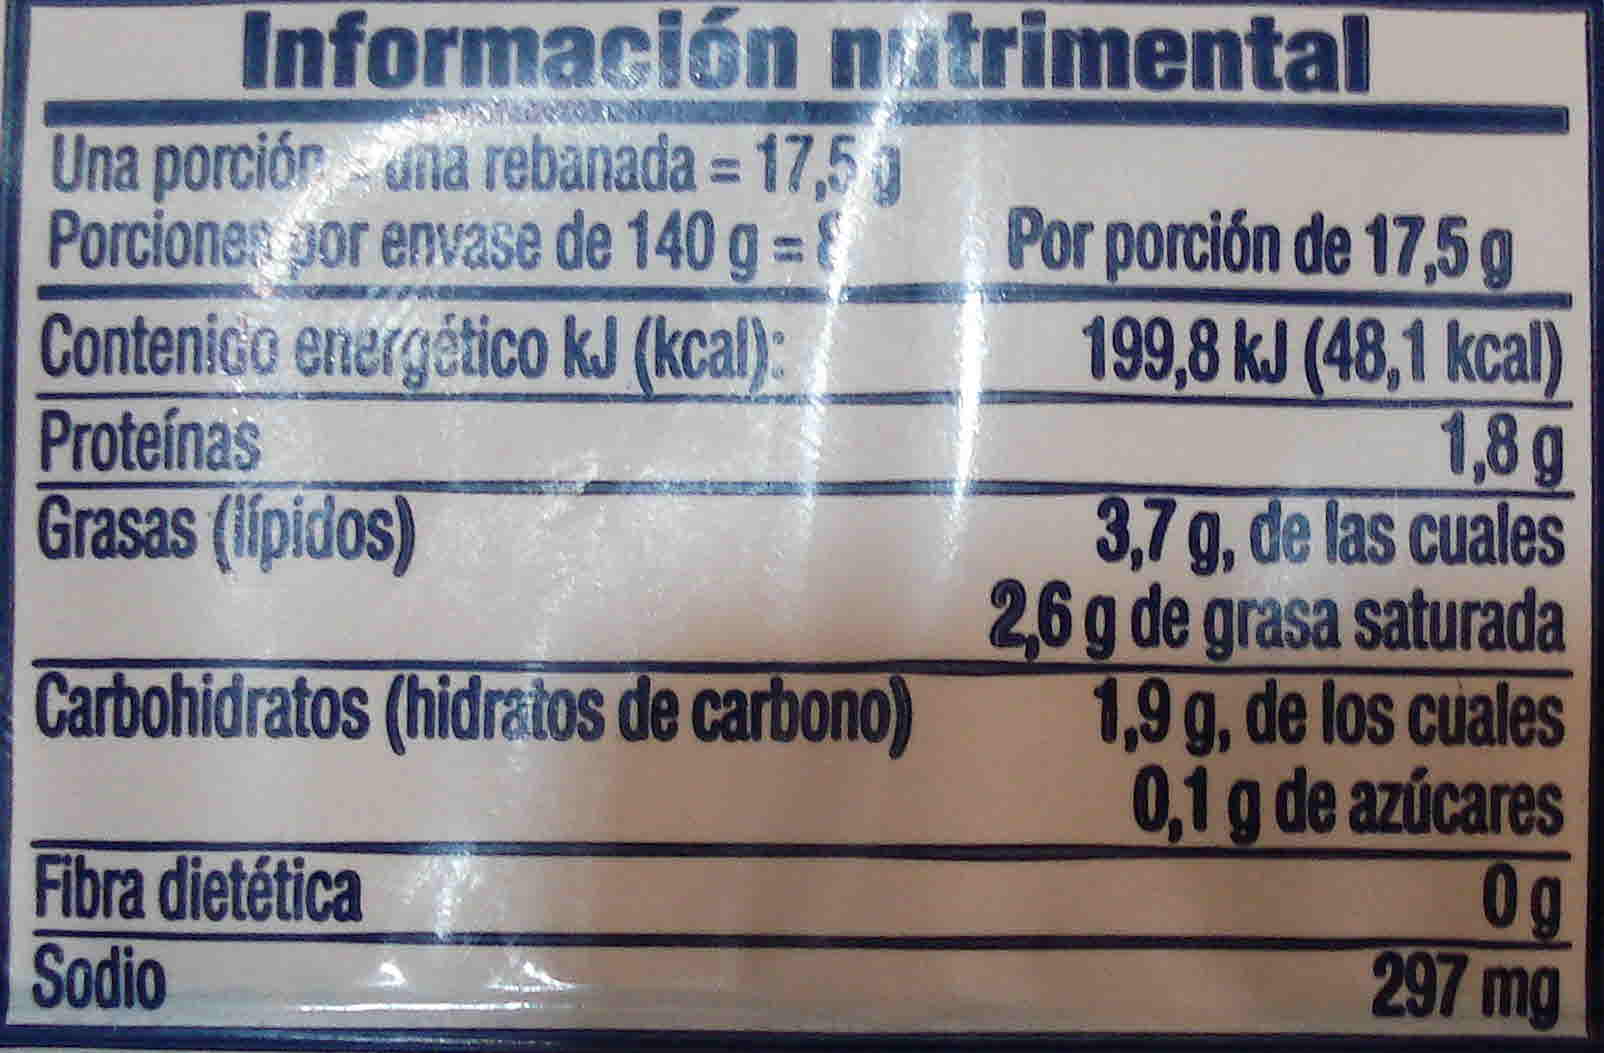 Información nutrimental
Una porción = una rebanada = 17,5 g
Porciones por envase de 140 g = 8
Por porción de 17,5 g
Contenido energético kJ (kcal): 199,8 kJ (48,1 kcal)
Proteínas 1,8 g
Grasas (lípidos) 3,7 g, de las cuales
2,6 g de grasa saturada
Carbohidratos (hidratos de carbono) 1,9 g, de los cuales
0,1 g de azúcares
Fibra dietética 0 g
Sodio 297 mg